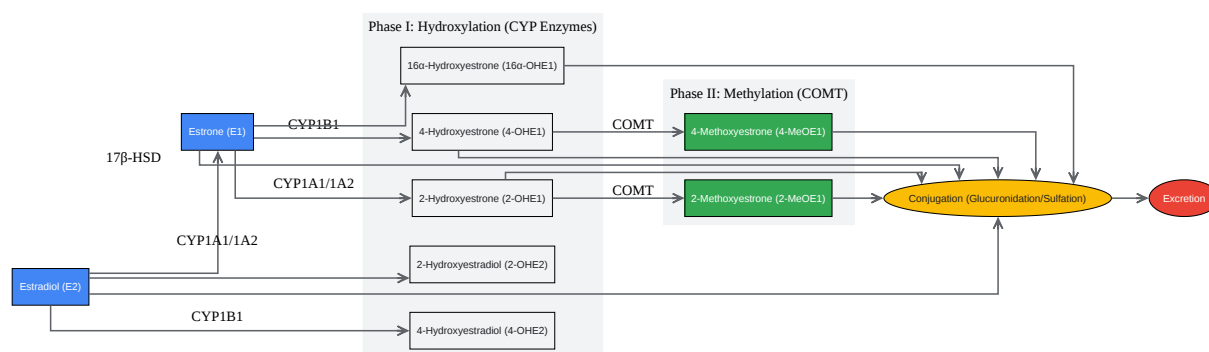 Phase I: Hydroxylation (CYP Enzymes)
16α-Hydroxyestrone (16α-OHE1)
Phase II: Methylation (COMT)
Estrone (E1)
CYP1B1
4-Hydroxyestrone (4-OHE1)
COMT
4-Methoxyestrone (4-MeOE1)
17β-HSD
CYP1A1/1A2
2-Hydroxyestrone (2-OHE1)
COMT
2-Methoxyestrone (2-MeOE1)
Conjugation (Glucuronidation/Sulfation)
Excretion
CYP1A1/1A2
2-Hydroxyestradiol (2-OHE2)
Estradiol (E2)
CYP1B1
4-Hydroxyestradiol (4-OHE2)